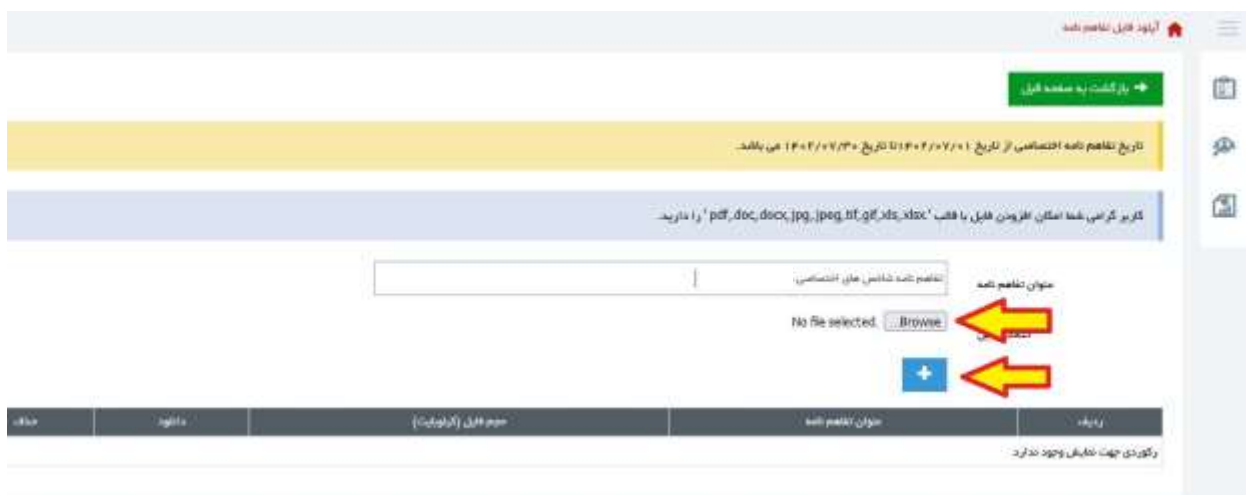 آپلود فایل تفاهم نامه
بازگشت به صفحه قبل
تاریخ تفاهم نامه اختصاصی از تاریخ ۱۴۰۲/۰۷/۰۱ تا تاریخ ۱۴۰۲/۰۷/۳۰ می باشد.
کاربر گرامی شما امکان افزودن فایل با قالب 'pdf,doc,docx,jpg,jpeg,tif,gif,xls,xlsx' را دارید.
عنوان تفاهم نامه تفاهم نامه شاخص های اختصاصی
Browse... No file selected.
ردیف عنوان تفاهم نامه حجم فایل (کیلوبایت) دانلود حذف
رکوردی جهت نمایش وجود ندارد